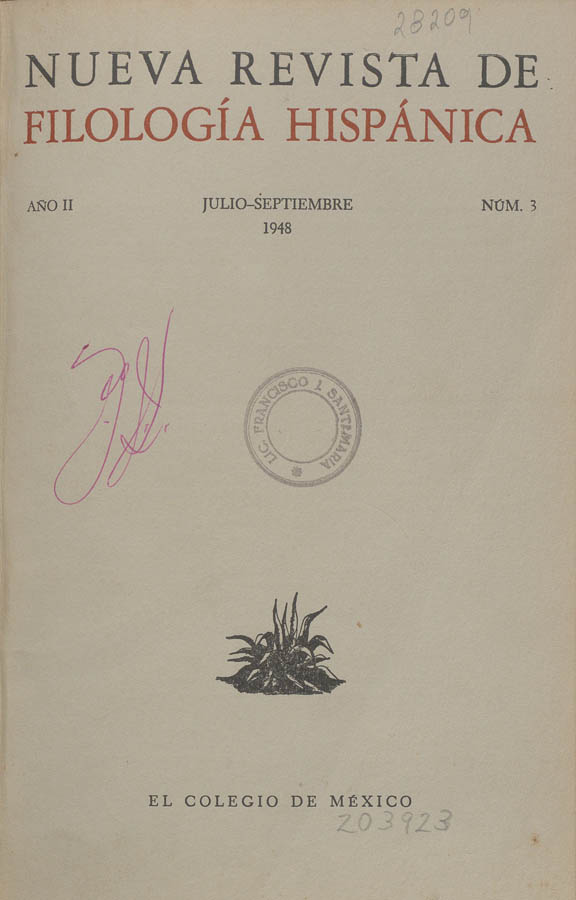 23209
NUEVA REVISTA DE
FILOLOGÍA HISPÁNICA
AÑO II JULIO-SEPTIEMBRE NÚM. 3
1948
LIC. FRANCISCO J. SANTAMARIA
EL COLEGIO DE MÉXICO
203923